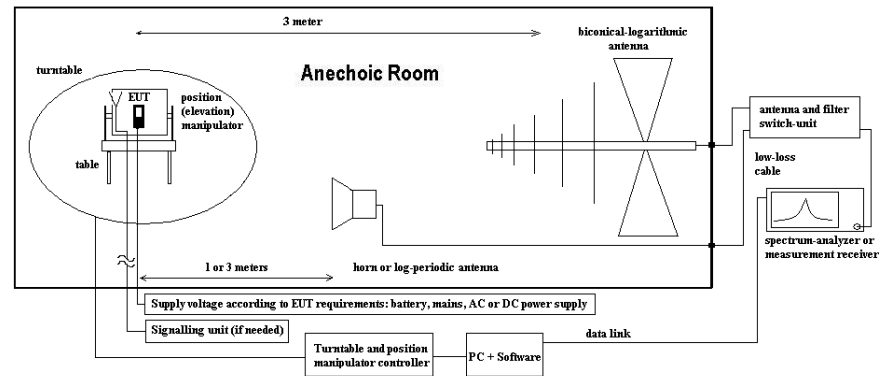 3 meter
biconical-logarithmic
antenna
turntable
Anechoic Room
EUT
position
(elevation)
manipulator
antenna and filter
switch-unit
table
low-loss
cable
spectrum-analyzer or
measurement receiver
1 or 3 meters
horn or log-periodic antenna
Supply voltage according to EUT requirements: battery, mains, AC or DC power supply
Signalling unit (if needed)
data link
Turntable and position
manipulator controller
PC + Software